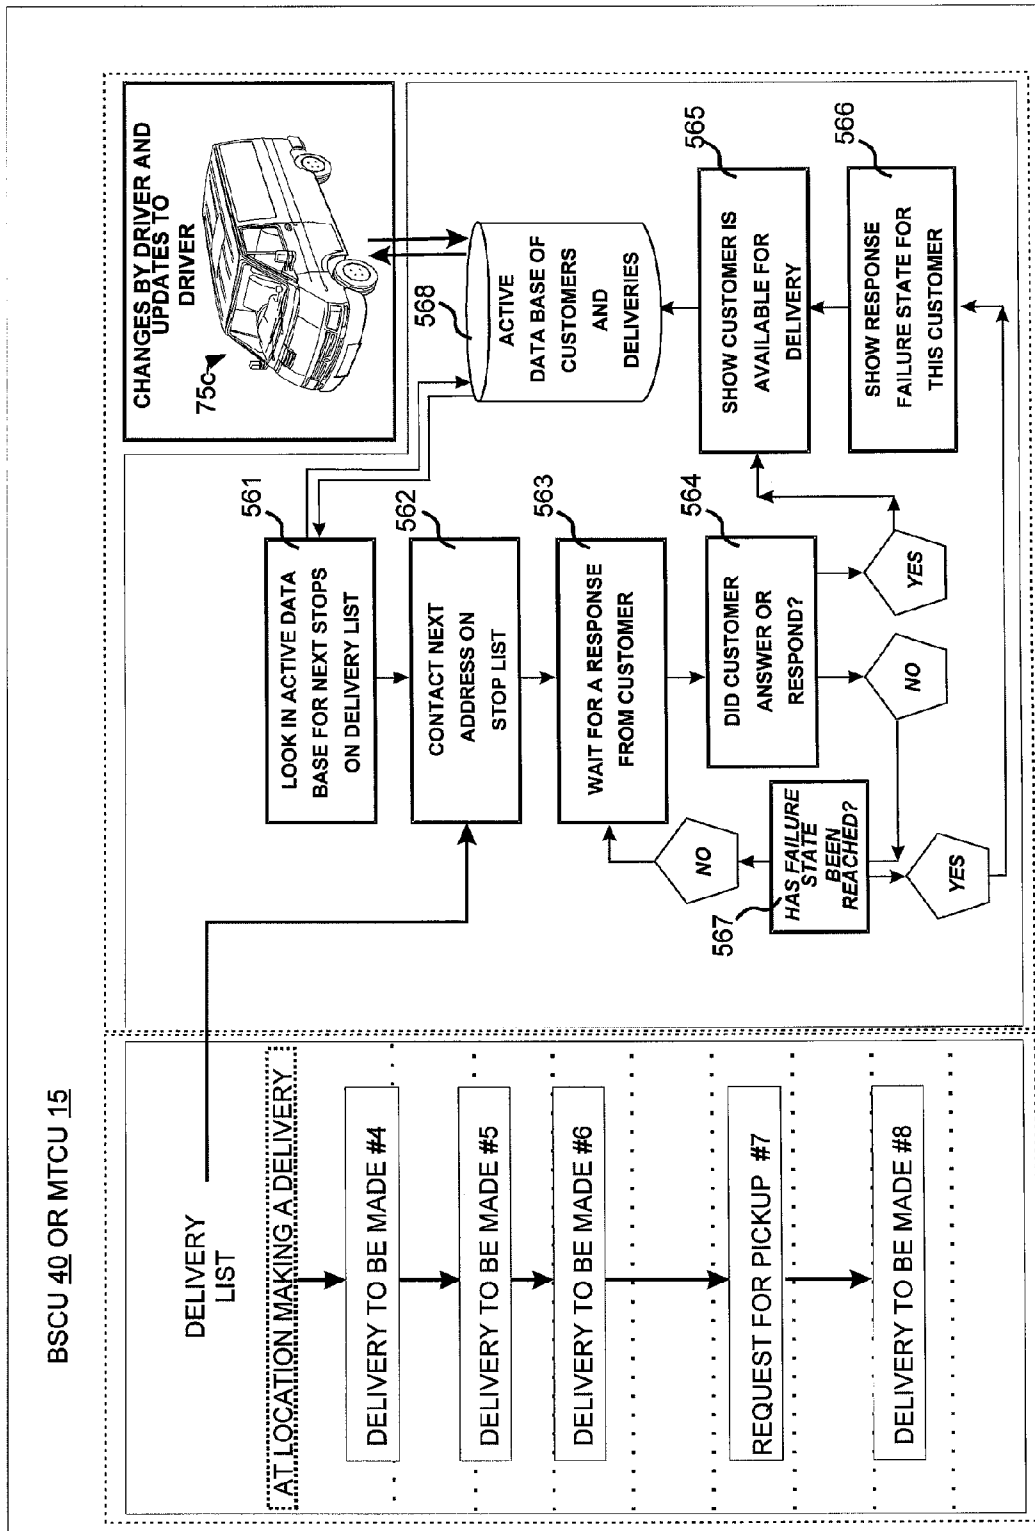 BSCU 40 OR MTCU 15
DELIVERY
LIST
AT LOCATION MAKING A DELIVERY
DELIVERY TO BE MADE #4
DELIVERY TO BE MADE #5
DELIVERY TO BE MADE #6
REQUEST FOR PICKUP #7
DELIVERY TO BE MADE #8
561
LOOK IN ACTIVE DATA
BASE FOR NEXT STOPS
ON DELIVERY LIST
562
CONTACT NEXT
ADDRESS ON
STOP LIST
563
WAIT FOR A RESPONSE
FROM CUSTOMER
564
DID CUSTOMER
ANSWER OR
RESPOND?
NO
YES
567
HAS FAILURE
STATE
BEEN
REACHED?
NO
YES
CHANGES BY DRIVER AND
UPDATES TO
DRIVER
75c
568
ACTIVE
DATA BASE OF
CUSTOMERS
AND
DELIVERIES
565
SHOW CUSTOMER IS
AVAILABLE FOR
DELIVERY
566
SHOW RESPONSE
FAILURE STATE FOR
THIS CUSTOMER